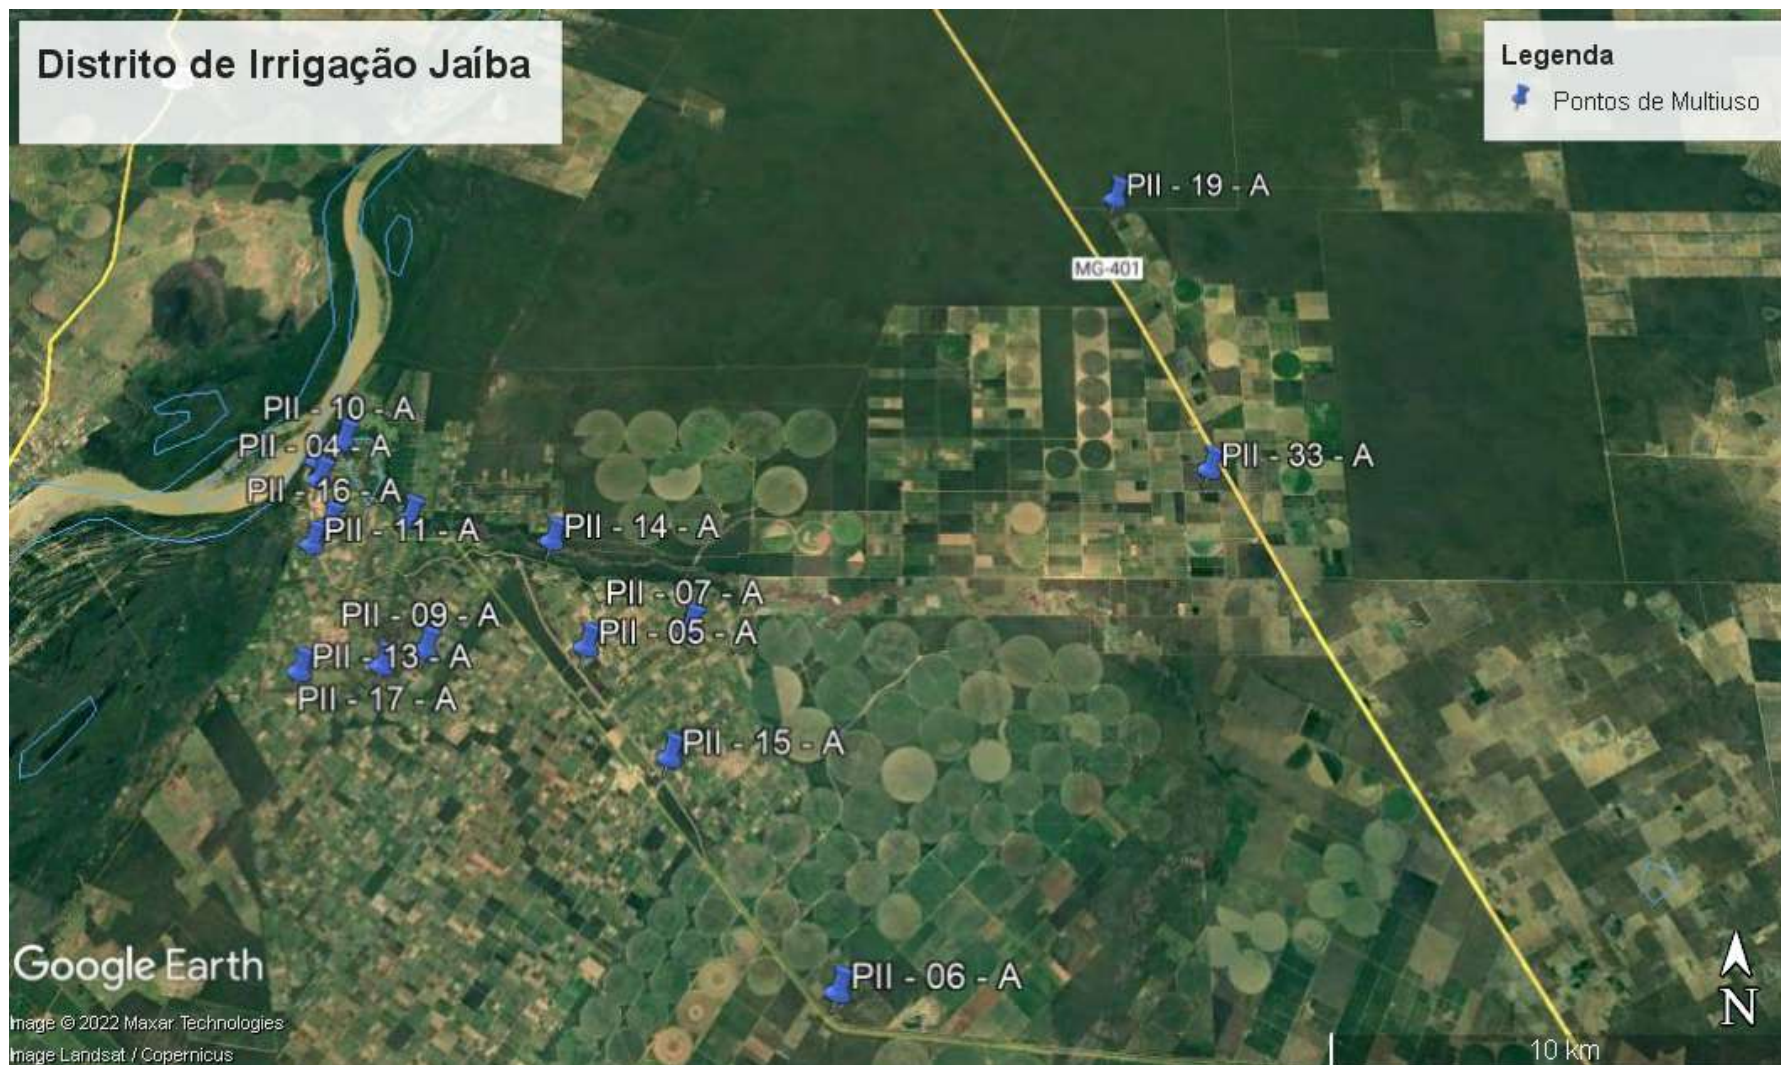 Distrito de Irrigação Jaíba
Legenda
Pontos de Multiuso
PII - 19 - A
MG-401
PII - 10 - A
PII - 04 - A
PII - 33 - A
PII - 16 - A
PII - 11 - A
PII - 14 - A
PII - 07 - A
PII - 09 - A
PII - 05 - A
PII - 13 - A
PII - 17 - A
PII - 15 - A
Google Earth
PII - 06 - A
N
Image © 2022 Maxar Technologies
Image Landsat / Copernicus
10 km